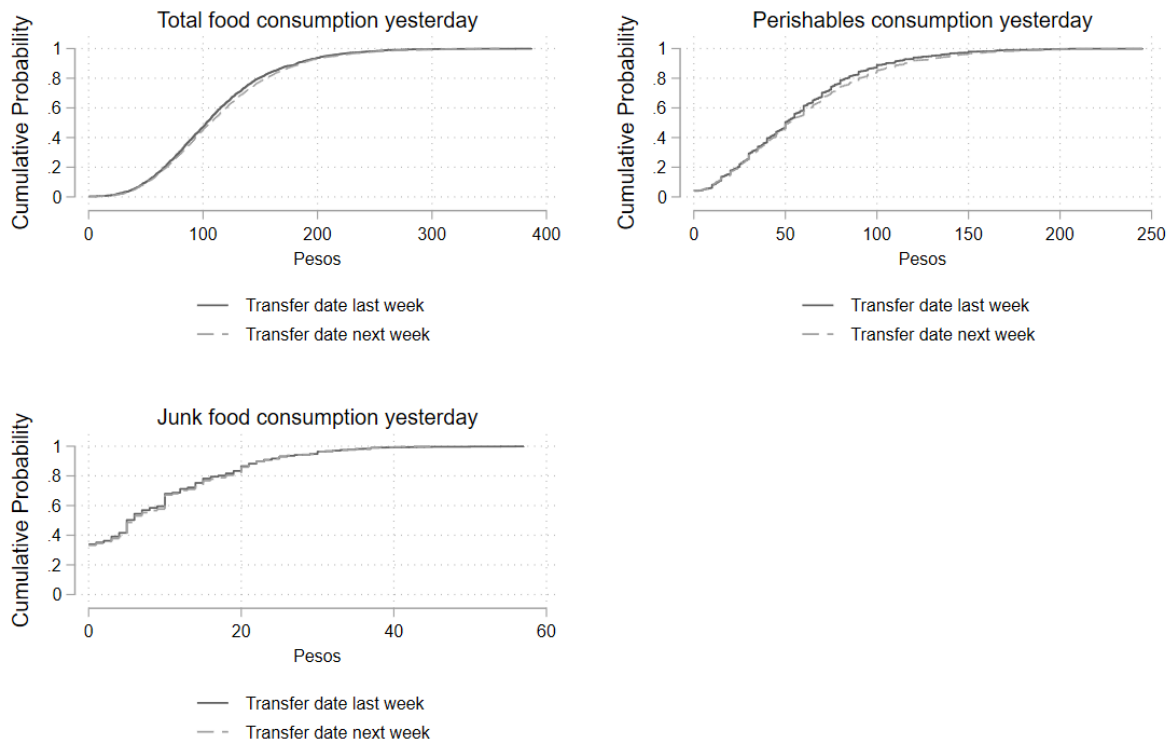 Total food consumption yesterday
Cumulative Probability
1
.8
.6
.4
.2
0
0 100 200 300 400
Pesos
Transfer date last week
Transfer date next week
Perishables consumption yesterday
Cumulative Probability
1
.8
.6
.4
.2
0
0 50 100 150 200 250
Pesos
Transfer date last week
Transfer date next week
Junk food consumption yesterday
Cumulative Probability
1
.8
.6
.4
.2
0
0 20 40 60
Pesos
Transfer date last week
Transfer date next week